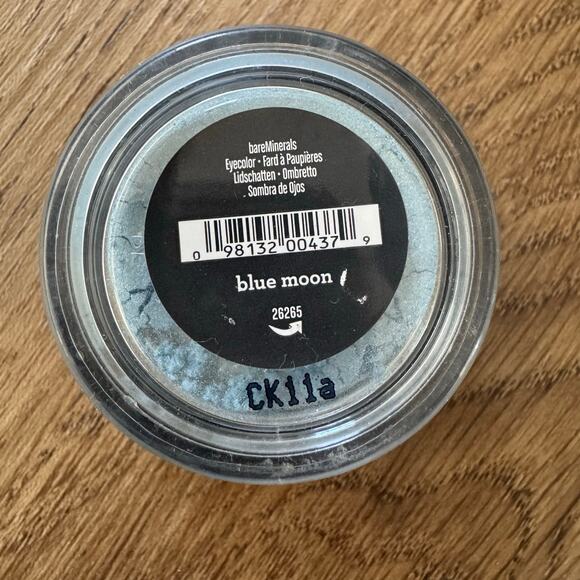 bareMinerals
Eyecolor • Fard à Paupières
Lidschatten • Ombretto
Sombra de Ojos
0 98132 00437 9
blue moon
26265
CK11a